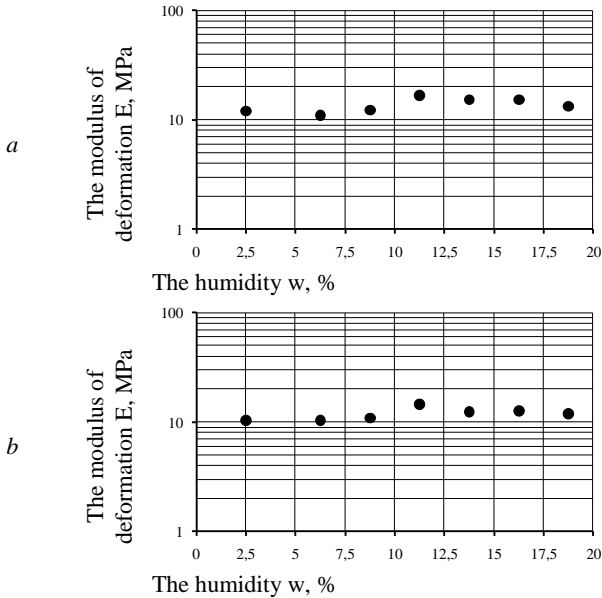 a
The modulus of
deformation E, MPa
100
10
1
0 2,5 5 7,5 10 12,5 15 17,5 20
The humidity w, %
b
The modulus of
deformation E, MPa
100
10
1
0 2,5 5 7,5 10 12,5 15 17,5 20
The humidity w, %